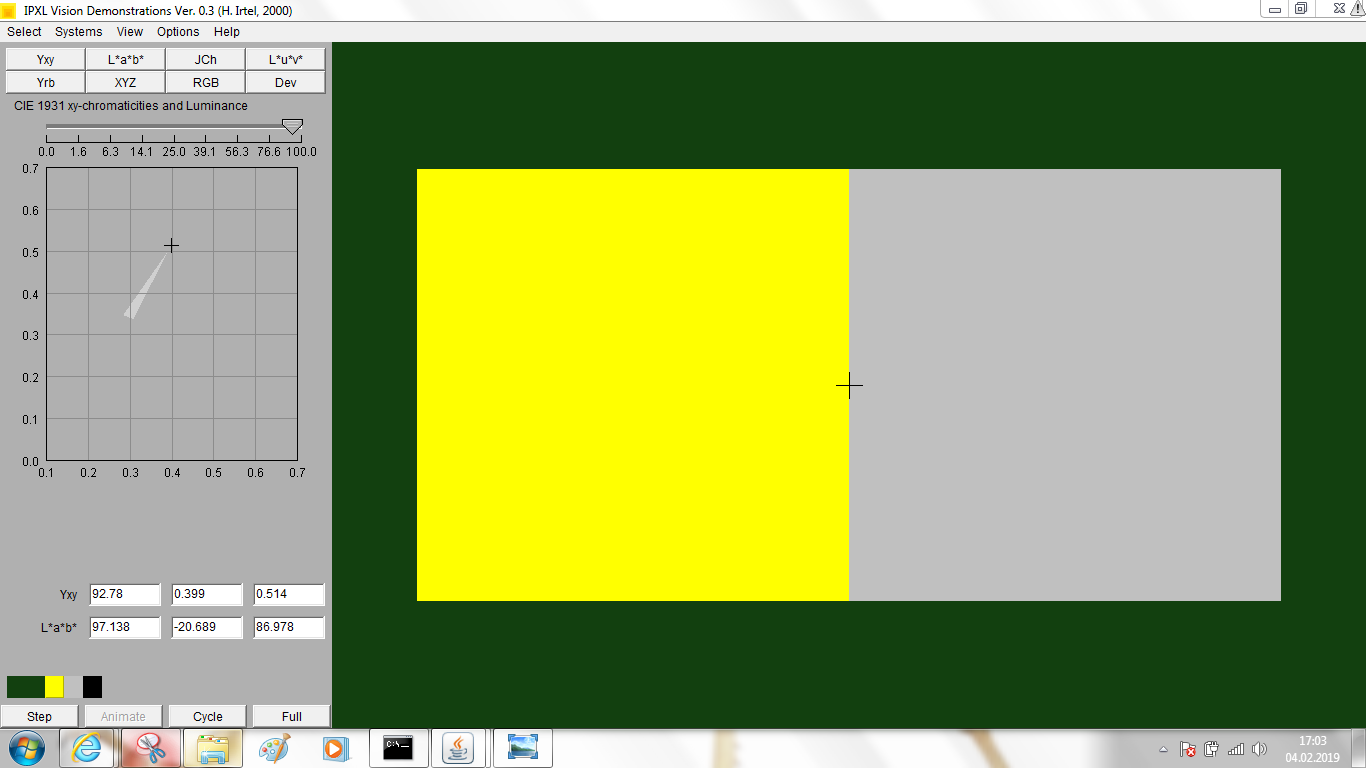 IPXL Vision Demonstrations Ver. 0.3 (H. Irtel, 2000)
Select Systems View Options Help
Yxy L*a*b* JCh L*u*v*
Yrb XYZ RGB Dev
CIE 1931 xy-chromaticities and Luminance
0.0 1.6 6.3 14.1 25.0 39.1 56.3 76.6 100.0
0.7
0.6
0.5
0.4
0.3
0.2
0.1
0.0
0.1 0.2 0.3 0.4 0.5 0.6 0.7
Yxy 92.78 0.399 0.514
L*a*b* 97.138 -20.689 86.978
Step Animate Cycle Full
C:\
17:03
04.02.2019